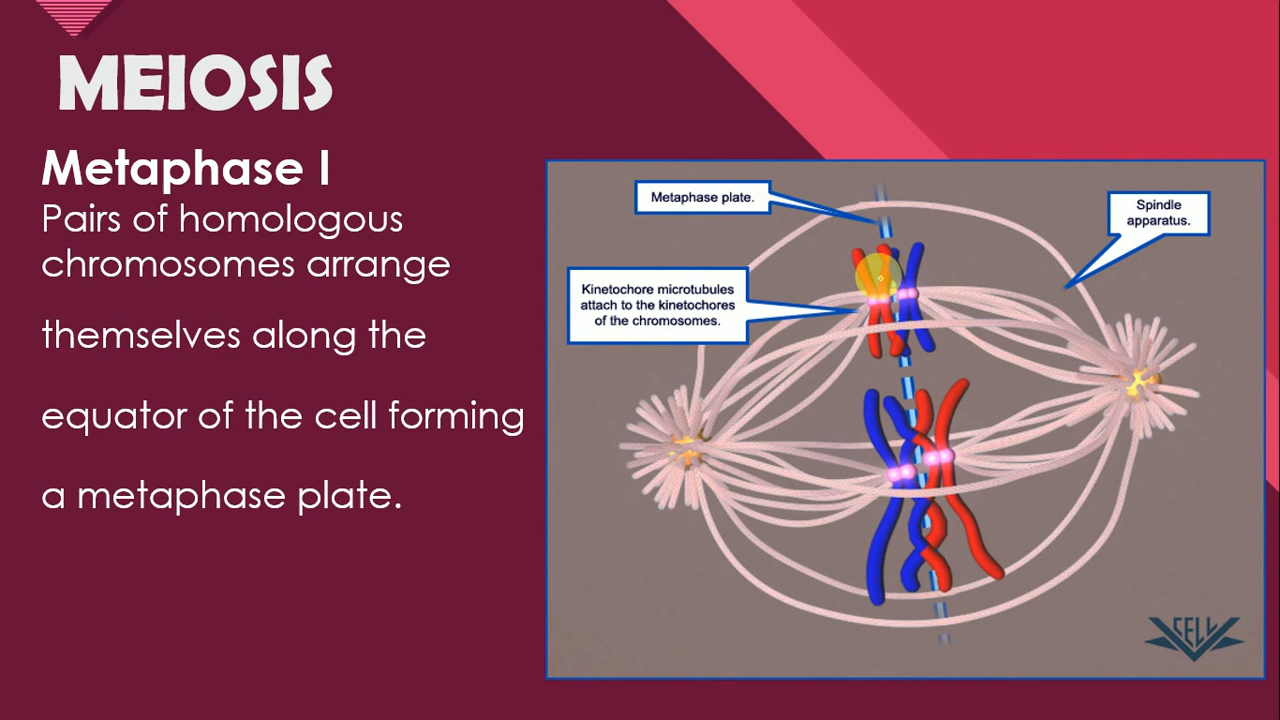 MEIOSIS
Metaphase I
Pairs of homologous
chromosomes arrange
themselves along the
equator of the cell forming
a metaphase plate.
Metaphase plate.
Spindle
apparatus.
Kinetochore microtubules
attach to the kinetochores
of the chromosomes.
CELL